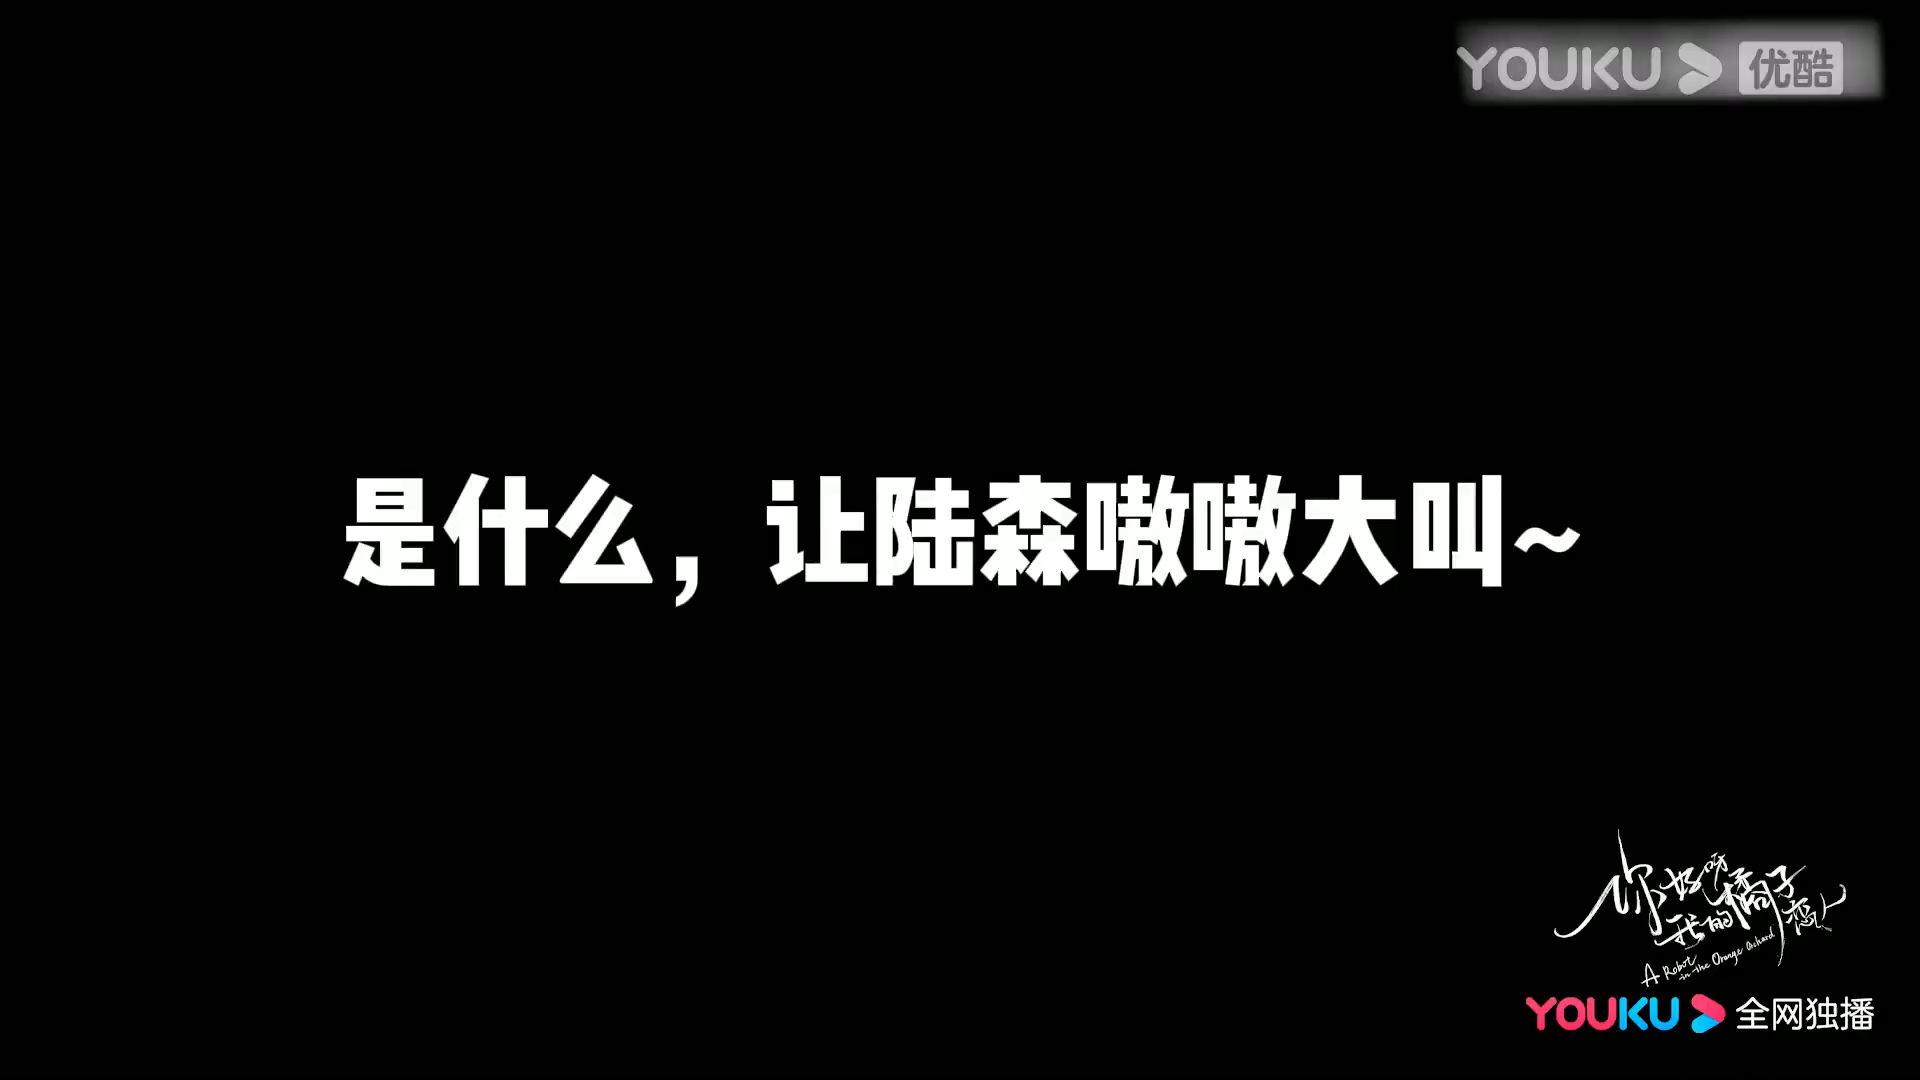 YOUKU 优酷
是什么，让陆森嗷嗷大叫~
你好呀
我的橘子恋人
A Robot
in the Orange Orchard
YOUKU 全网独播